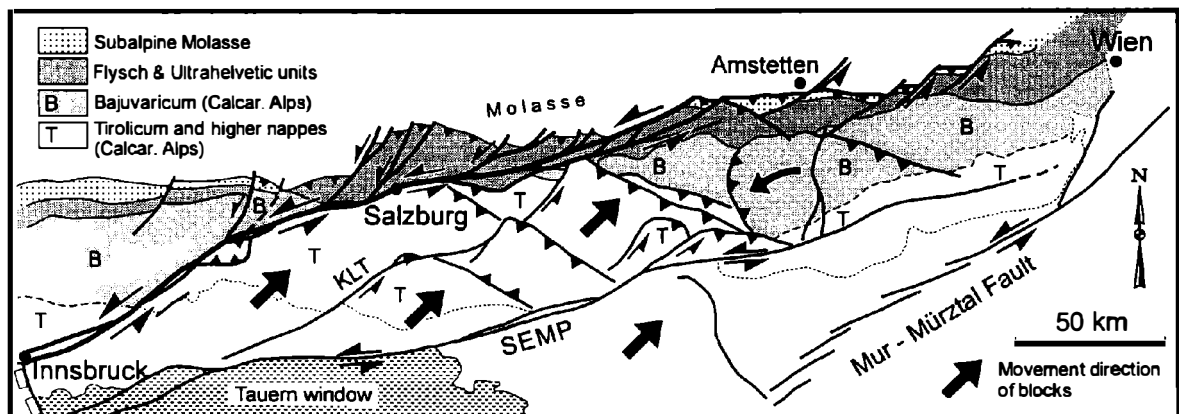 Subalpine Molasse
Flysch & Ultrahelvetic units
B Bajuvaricum (Calcar. Alps)
T Tirolicum and higher nappes
(Calcar. Alps)
Wien
Amstetten
Molasse
B
B
B
B
T
T
Salzburg
T
T
T
B
T
KLT
T
T
SEMP
Innsbruck
Tauern window
Mur - Mürztal Fault
N
50 km
Movement direction
of blocks